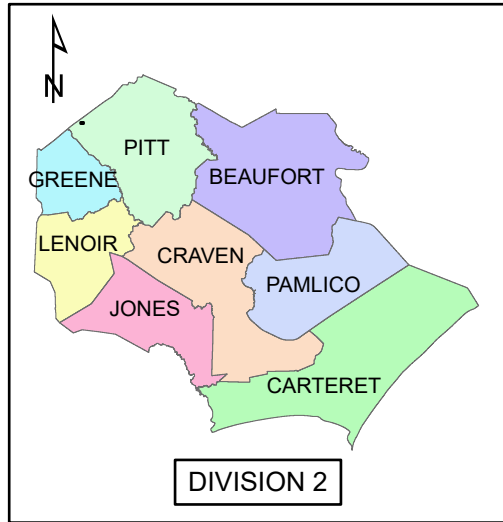 N
PITT
BEAUFORT
GREENE
LENOIR
CRAVEN
PAMLICO
JONES
CARTERET
DIVISION 2